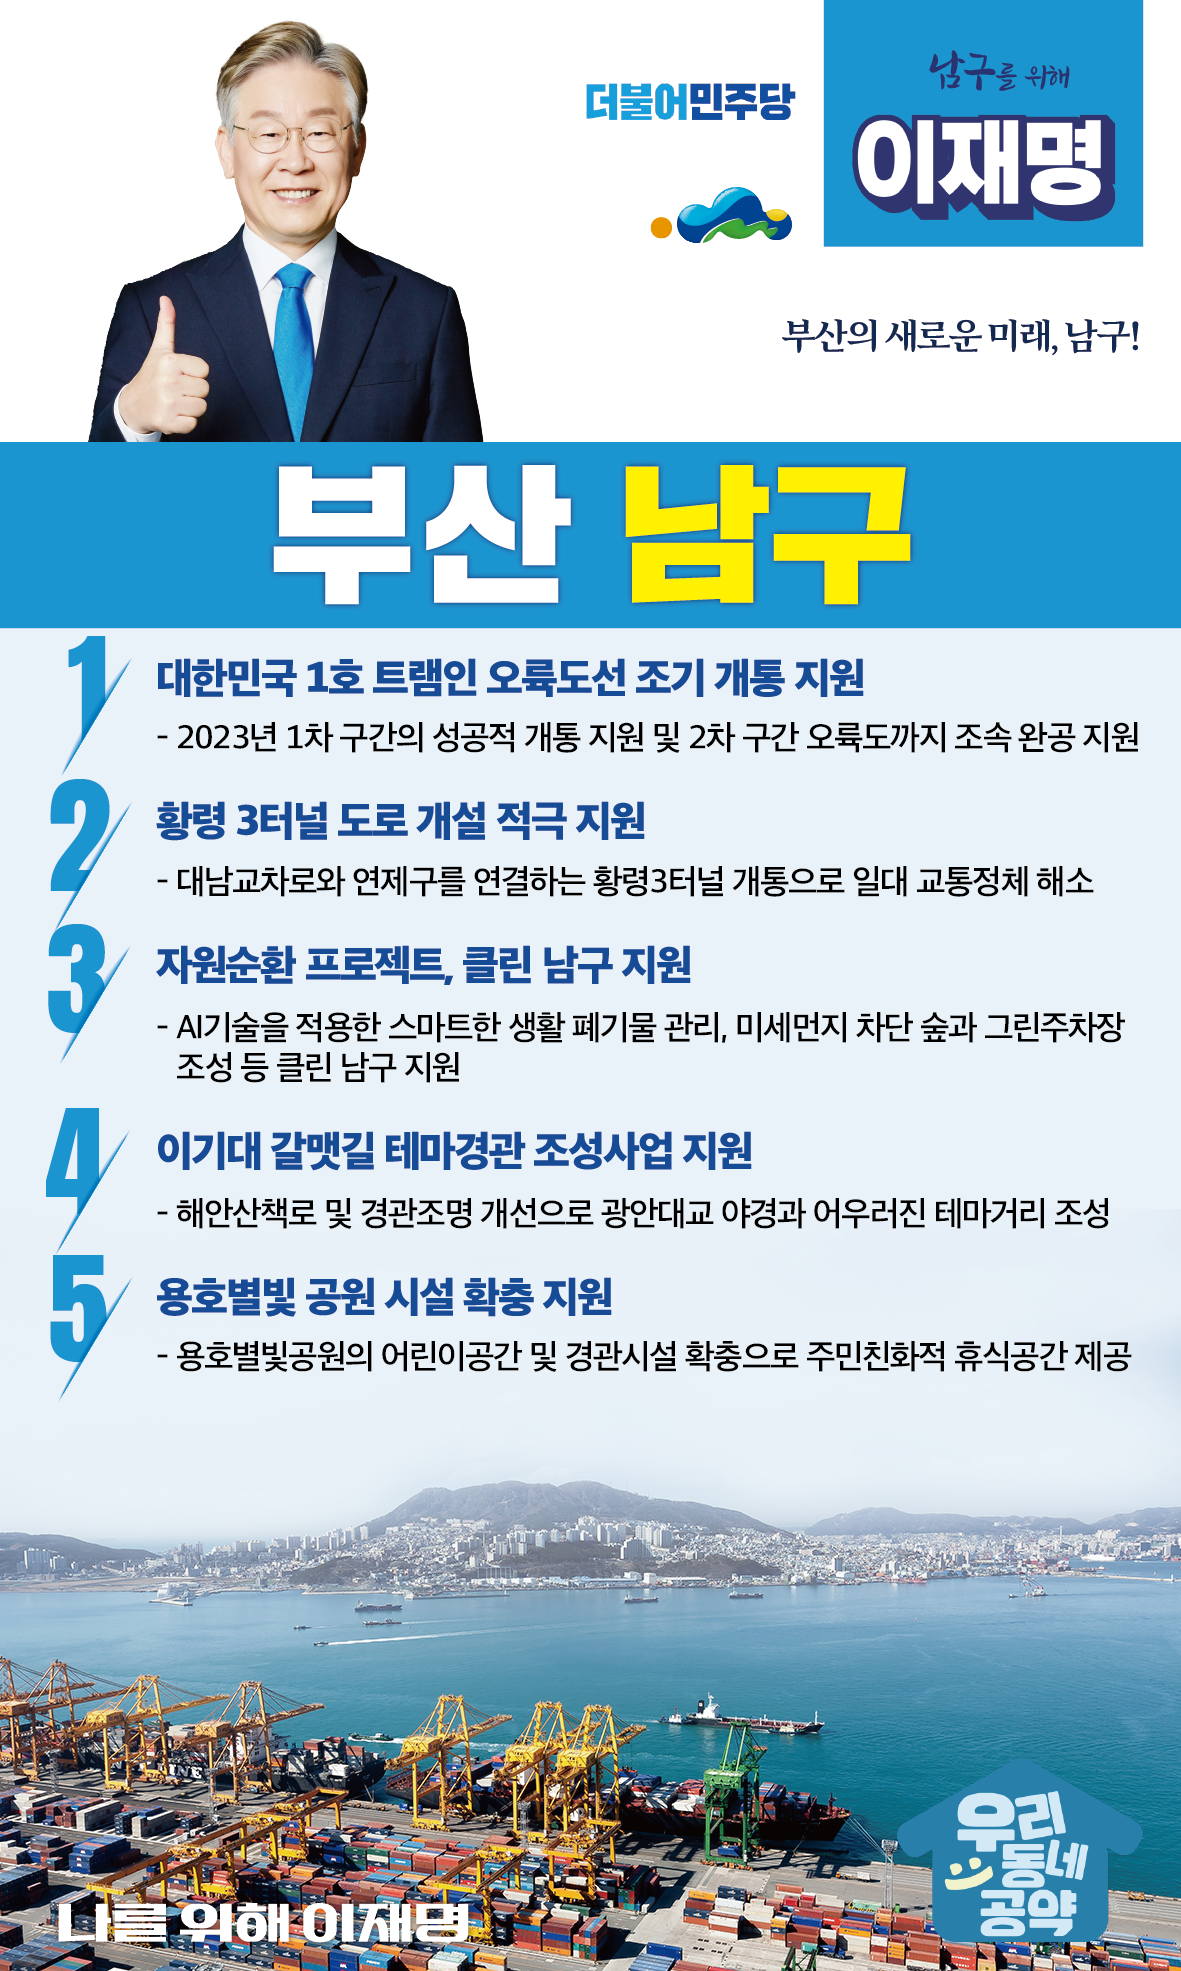 더불어민주당
남구를 위해
이재명
부산의 새로운 미래, 남구!
부산 남구
1
대한민국 1호 트램인 오륙도선 조기 개통 지원
- 2023년 1차 구간의 성공적 개통 지원 및 2차 구간 오륙도까지 조속 완공 지원
2
황령 3터널 도로 개설 적극 지원
- 대남교차로와 연제구를 연결하는 황령3터널 개통으로 일대 교통정체 해소
3
자원순환 프로젝트, 클린 남구 지원
- AI기술을 적용한 스마트한 생활 폐기물 관리, 미세먼지 차단 숲과 그린주차장
조성 등 클린 남구 지원
4
이기대 갈맷길 테마경관 조성사업 지원
- 해안산책로 및 경관조명 개선으로 광안대교 야경과 어우러진 테마거리 조성
5
용호별빛 공원 시설 확충 지원
- 용호별빛공원의 어린이공간 및 경관시설 확충으로 주민친화적 휴식공간 제공
나를 위해 이재명
우리
동네
공약